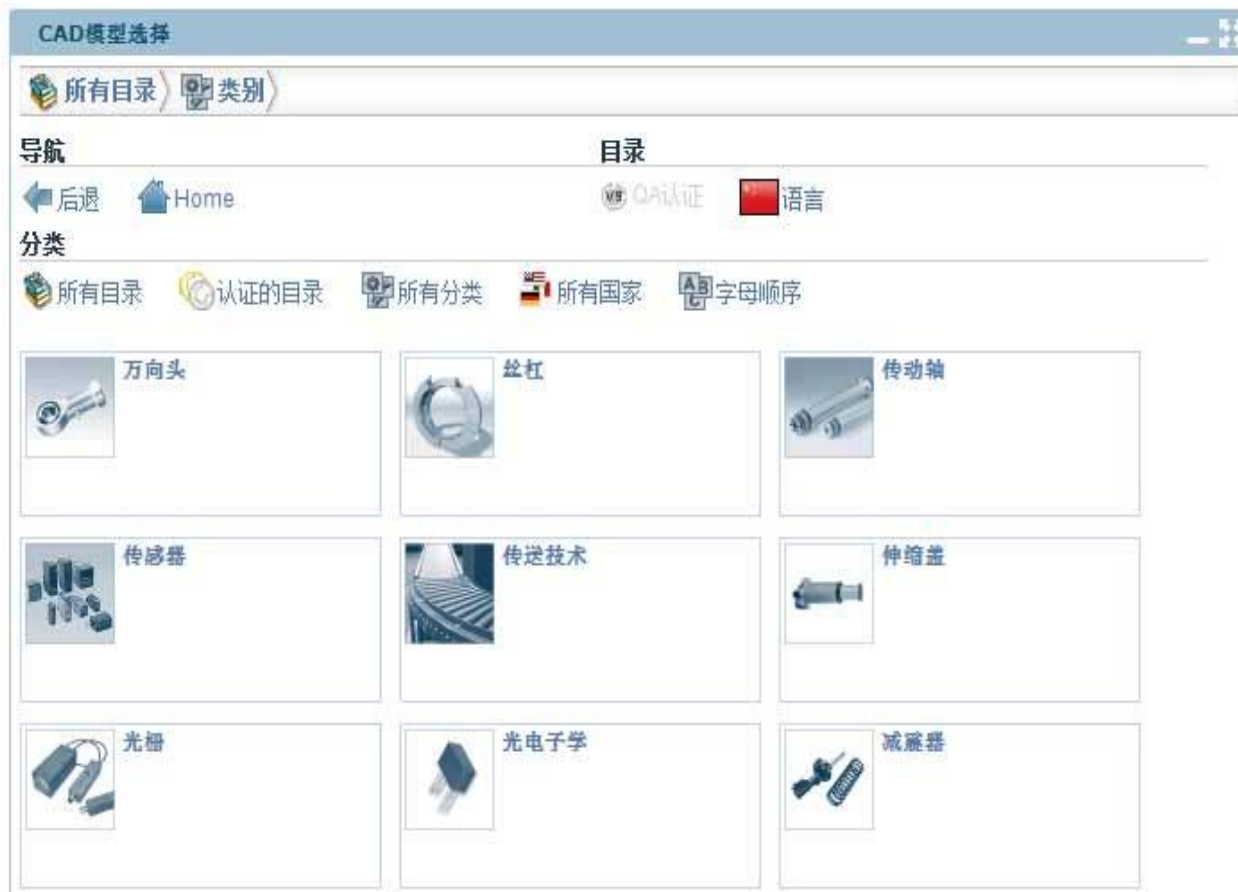 CAD模型选择
所有目录 类别
导航 目录
后退 Home QA认证 语言
分类
所有目录 认证的目录 所有分类 所有国家 字母顺序
万向头 丝杠 传动轴
传感器 传送技术 伸缩盖
光栅 光电子学 减震器